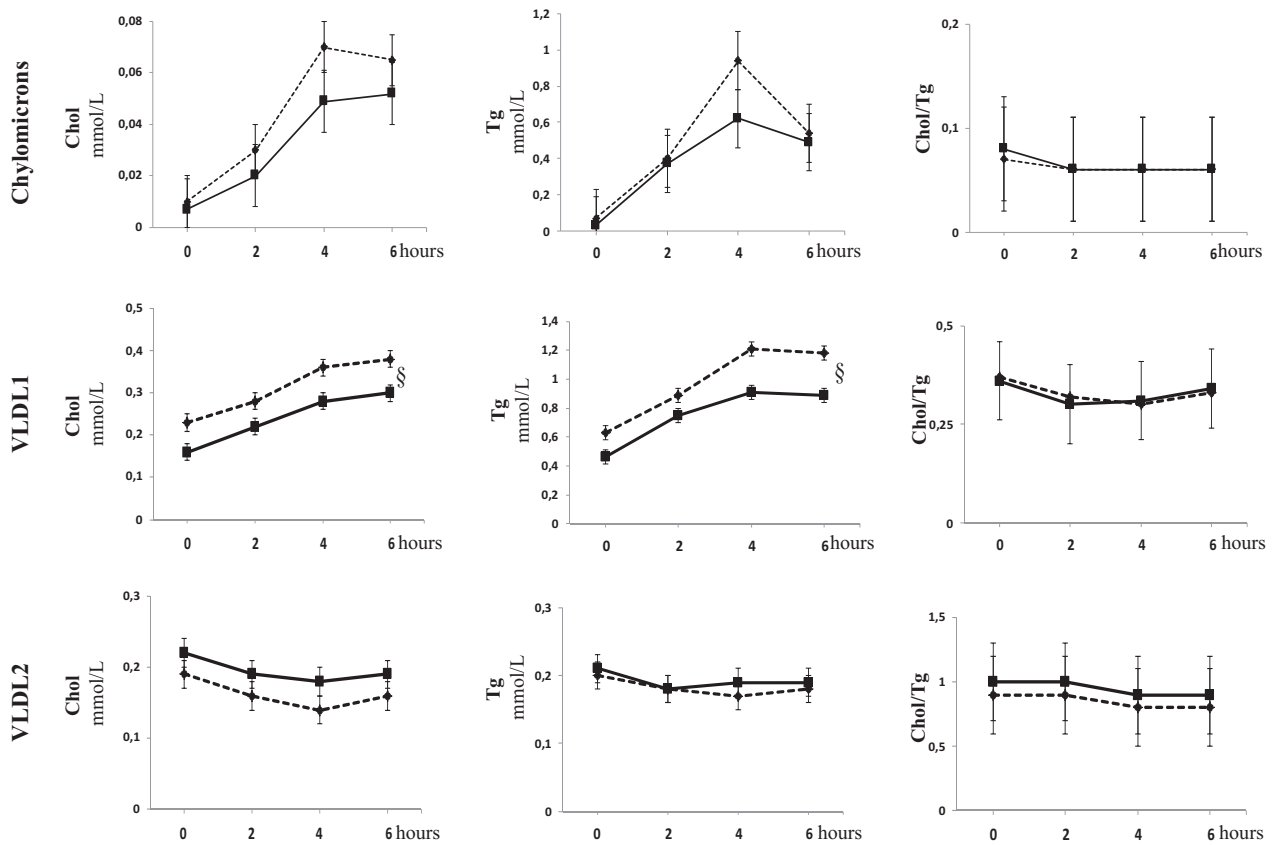 Chylomicrons
Chol
mmol/L
0,08
0,06
0,04
0,02
0
0 2 4 6 hours
Tg
mmol/L
1,2
1
0,8
0,6
0,4
0,2
0
0 2 4 6 hours
Chol/Tg
0,2
0,1
0
0 2 4 6 hours
VLDL1
Chol
mmol/L
0,5
0,4
0,3
0,2
0,1
0
§
0 2 4 6 hours
Tg
mmol/L
1,4
1,2
1
0,8
0,6
0,4
0,2
0
§
0 2 4 6 hours
Chol/Tg
0,5
0,25
0
0 2 4 6 hours
VLDL2
Chol
mmol/L
0,3
0,2
0,1
0
0 2 4 6 hours
Tg
mmol/L
0,3
0,2
0,1
0
0 2 4 6 hours
Chol/Tg
1,5
1
0,5
0
0 2 4 6 hours